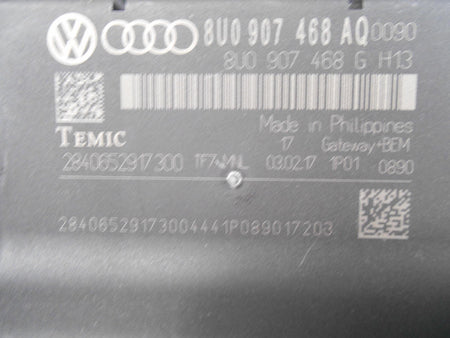 8U0 907 468 AQ 0090
8U0 907 468 G H13
TEMIC
Made in Philippines
17 Gateway+BEM
2840652917300 TF74MNL 03.02.17 1P01 0890
28406529173004441P089017203